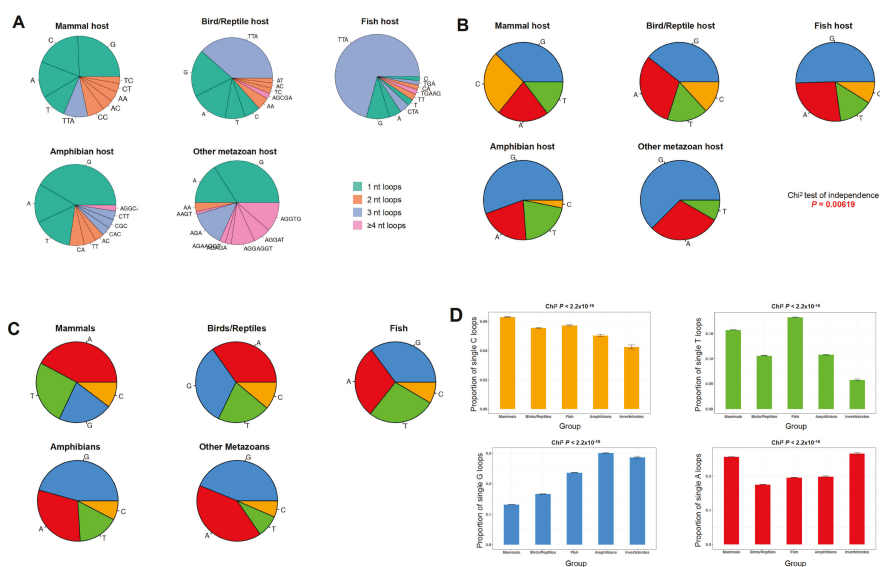 A
Mammal host
C
G
A
T
TTA
CC
AC
AA
CT
TC
Bird/Reptile host
TTA
G
A
T
C
AA
AGCGA
TC
AC
AT
Fish host
TTA
C
TGA
CA
TGAAG
TT
T
CTA
A
G
Amphibian host
G
A
T
CA
TT
AC
CAC
CGC
CTT
AGGCA
Other metazoan host
A
G
AA
AAGT
AGA
AGAAGGT
AGAGA
AGGAGGT
AGGAT
AGGTG
1 nt loops
2 nt loops
3 nt loops
≥4 nt loops
B
Mammal host
G
C
A
T
Bird/Reptile host
G
A
T
C
Fish host
G
A
T
C
Amphibian host
G
A
T
C
Other metazoan host
G
A
T
Chi² test of independence
P = 0.00619
C
Mammals
A
T
G
C
Birds/Reptiles
A
G
T
C
Fish
G
A
T
C
Amphibians
G
A
T
C
Other Metazoans
G
A
T
C
D
Chi² P < 2.2x10⁻¹⁶
Proportion of single C loops
Mammals Birds/Reptiles Fish Amphibians Invertebrates
Group
Chi² P < 2.2x10⁻¹⁶
Proportion of single T loops
Mammals Birds/Reptiles Fish Amphibians Invertebrates
Group
Chi² P < 2.2x10⁻¹⁶
Proportion of single G loops
Mammals Birds/Reptiles Fish Amphibians Invertebrates
Group
Chi² P < 2.2x10⁻¹⁶
Proportion of single A loops
Mammals Birds/Reptiles Fish Amphibians Invertebrates
Group